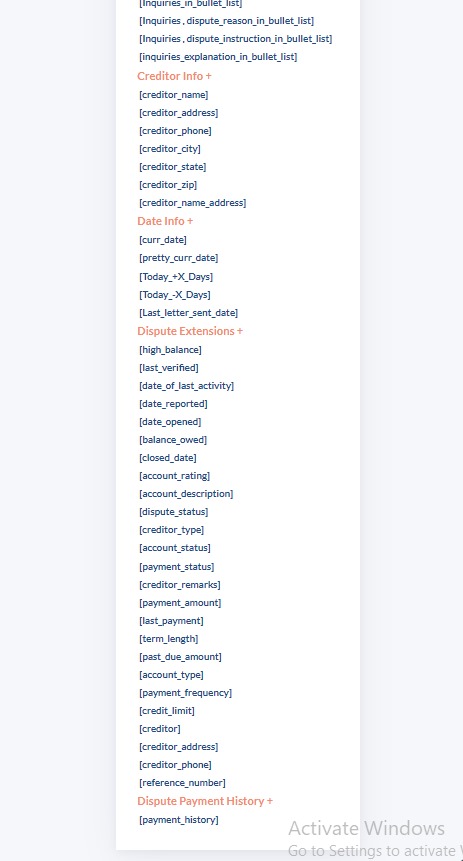 [Inquiries_in_bullet_list]
[Inquiries , dispute_reason_in_bullet_list]
[Inquiries , dispute_instruction_in_bullet_list]
[inquiries_explanation_in_bullet_list]
Creditor Info +
[creditor_name]
[creditor_address]
[creditor_phone]
[creditor_city]
[creditor_state]
[creditor_zip]
[creditor_name_address]
Date Info +
[curr_date]
[pretty_curr_date]
[Today_+X_Days]
[Today_-X_Days]
[Last_letter_sent_date]
Dispute Extensions +
[high_balance]
[last_verified]
[date_of_last_activity]
[date_reported]
[date_opened]
[balance_owed]
[closed_date]
[account_rating]
[account_description]
[dispute_status]
[creditor_type]
[account_status]
[payment_status]
[creditor_remarks]
[payment_amount]
[last_payment]
[term_length]
[past_due_amount]
[account_type]
[payment_frequency]
[credit_limit]
[creditor]
[creditor_address]
[creditor_phone]
[reference_number]
Dispute Payment History +
[payment_history]
Activate Windows
Go to Settings to activate